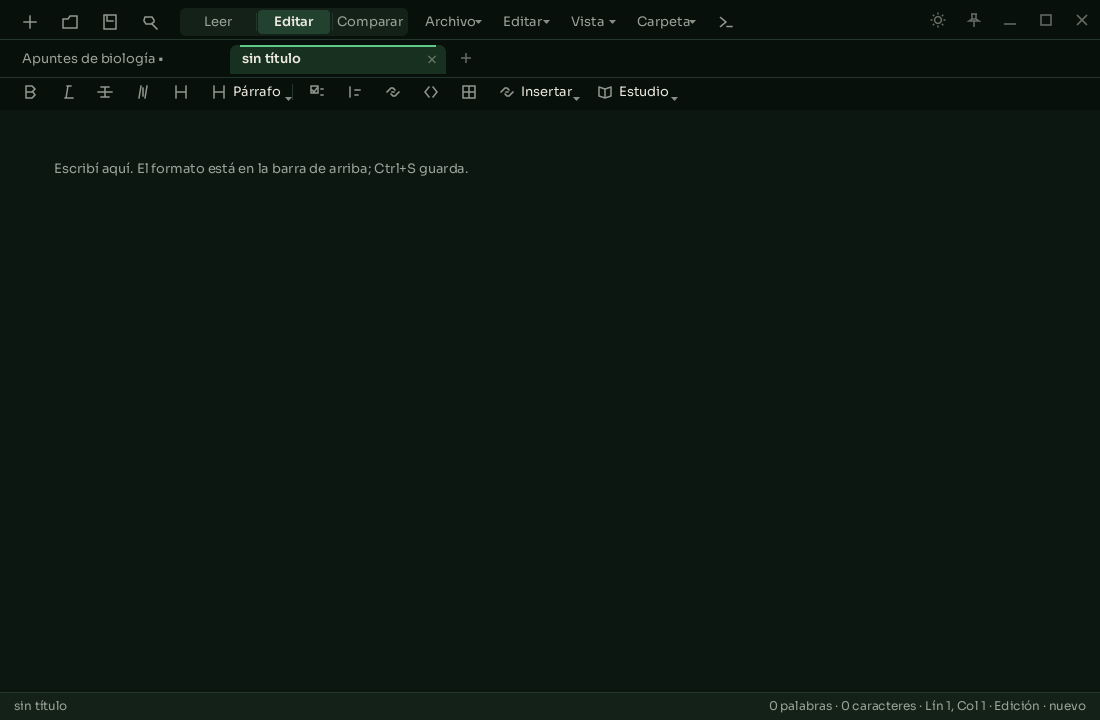 Leer Editar Comparar Archivo Editar Vista Carpeta
Apuntes de biología • sin título
Párrafo Insertar Estudio
Escribí aquí. El formato está en la barra de arriba; Ctrl+S guarda.
sin título 0 palabras · 0 caracteres · Lín 1, Col 1 · Edición · nuevo